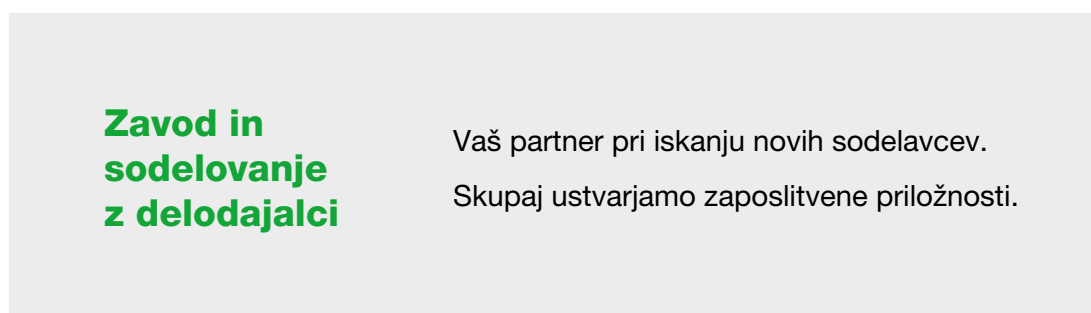 Zavod in
sodelovanje
z delodajalci
Vaš partner pri iskanju novih sodelavcev.
Skupaj ustvarjamo zaposlitvene priložnosti.